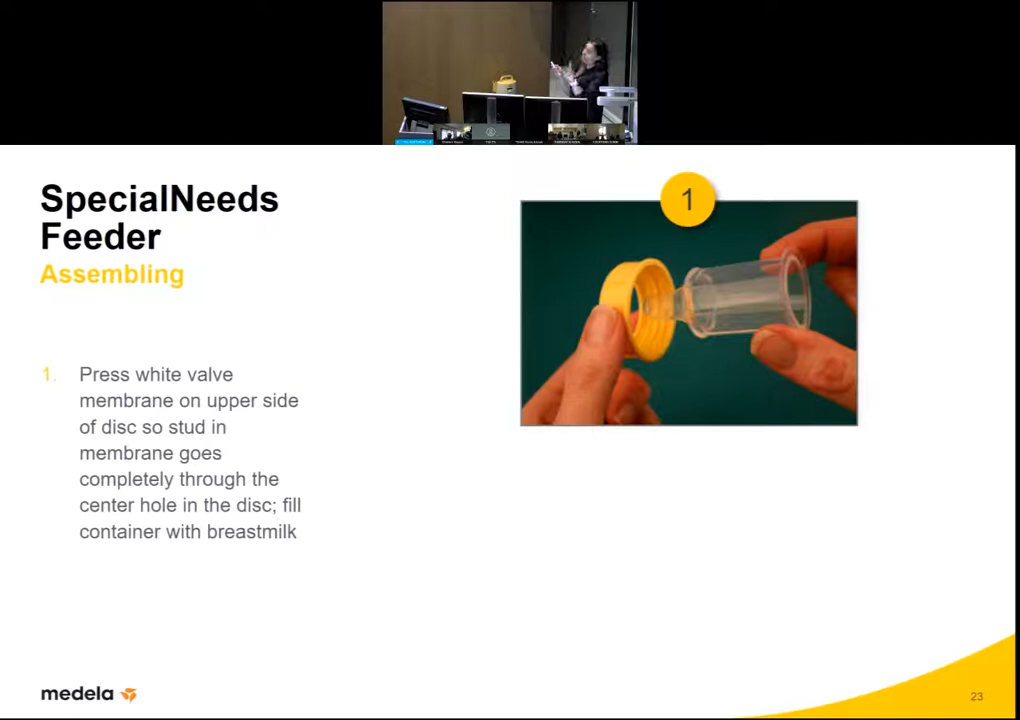 SpecialNeeds
Feeder
Assembling
1
1. Press white valve
membrane on upper side
of disc so stud in
membrane goes
completely through the
center hole in the disc; fill
container with breastmilk
medela
23